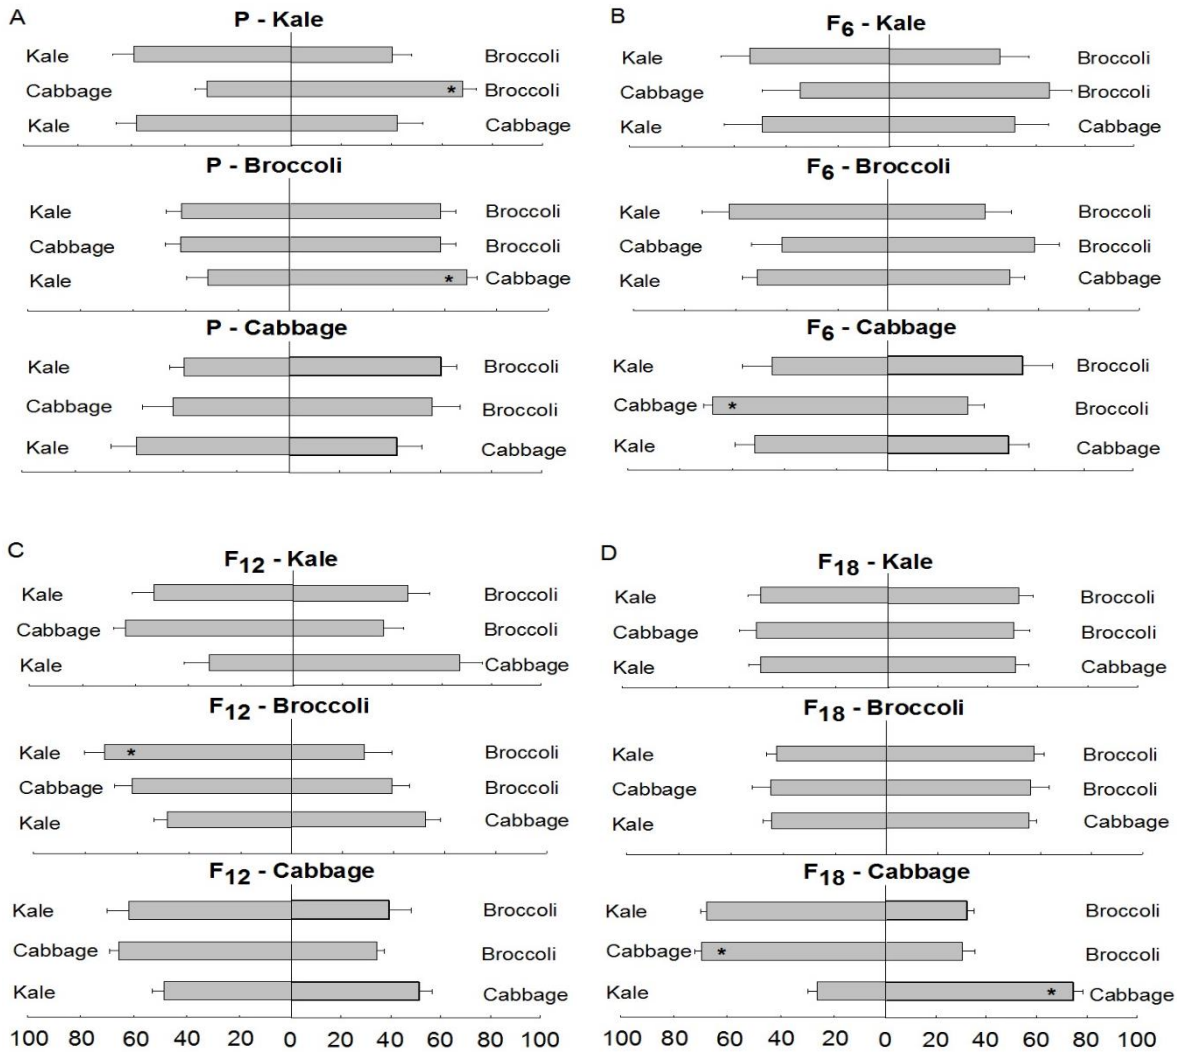 A
P - Kale
Kale Broccoli
Cabbage * Broccoli
Kale Cabbage
P - Broccoli
Kale Broccoli
Cabbage Broccoli
Kale * Cabbage
P - Cabbage
Kale Broccoli
Cabbage Broccoli
Kale Cabbage
B
F6 - Kale
Kale Broccoli
Cabbage Broccoli
Kale Cabbage
F6 - Broccoli
Kale Broccoli
Cabbage Broccoli
Kale Cabbage
F6 - Cabbage
Kale Broccoli
Cabbage * Broccoli
Kale Cabbage
C
F12 - Kale
Kale Broccoli
Cabbage Broccoli
Kale Cabbage
F12 - Broccoli
Kale * Broccoli
Cabbage Broccoli
Kale Cabbage
F12 - Cabbage
Kale Broccoli
Cabbage Broccoli
Kale Cabbage
100 80 60 40 20 0 20 40 60 80 100
D
F18 - Kale
Kale Broccoli
Cabbage Broccoli
Kale Cabbage
F18 - Broccoli
Kale Broccoli
Cabbage Broccoli
Kale Cabbage
F18 - Cabbage
Kale Broccoli
Cabbage * Broccoli
Kale * Cabbage
100 80 60 40 20 0 20 40 60 80 100